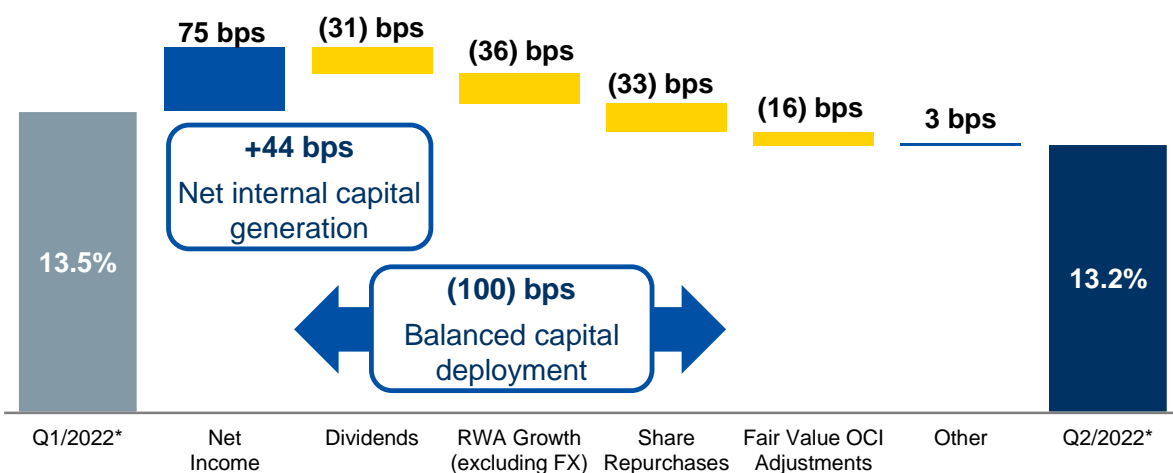 75 bps
(31) bps
(36) bps
(33) bps
(16) bps
3 bps
+44 bps
Net internal capital
generation
13.5%
(100) bps
Balanced capital
deployment
13.2%
Q1/2022*
Net
Income
Dividends
RWA Growth
(excluding FX)
Share
Repurchases
Fair Value OCI
Adjustments
Other
Q2/2022*